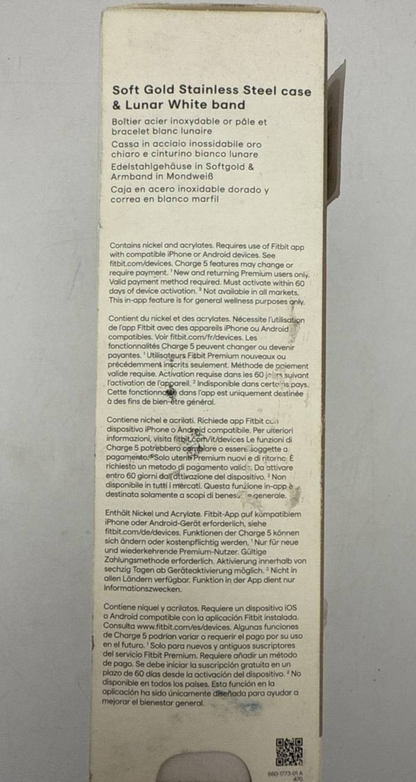 Soft Gold Stainless Steel case
& Lunar White band
Boîtier acier inoxydable or pâle et
bracelet blanc lunaire
Cassa in acciaio inossidabile oro
chiaro e cinturino bianco lunare
Edelstahlgehäuse in Softgold &
Armband in Mondweiß
Caja en acero inoxidable dorado y
correa en blanco marfil
Contains nickel and acrylates. Requires use of Fitbit app
with compatible iPhone or Android devices. See
fitbit.com/devices. Charge 5 features may change or
require payment. ¹ New and returning Premium users only.
Valid payment method required. Must activate within 60
days of device activation. ² Not available in all markets.
This in-app feature is for general wellness purposes only.
Contient du nickel et des acrylates. Nécessite l'utilisation
de l'app Fitbit avec des appareils iPhone ou Android
compatibles. Voir fitbit.com/fr/devices. Les
fonctionnalités Charge 5 peuvent changer ou devenir
payantes. ¹ Utilisateurs Fitbit Premium nouveaux ou
précédemment inscrits seulement. Méthode de paiement
valide requise. Activation requise dans les 60 jours suivant
l'activation de l'appareil. ² Indisponible dans certains pays.
Cette fonctionnalité dans l'app est uniquement destinée
à des fins de bien-être général.
Contiene nichel e acrilati. Richiede app Fitbit con
dispositivo iPhone o Android compatibile. Per ulteriori
informazioni, visita fitbit.com/it/devices Le funzioni di
Charge 5 potrebbero cambiare o essere soggette a
pagamento. ¹ Solo utenti Premium nuovi e di ritorno. È
richiesto un metodo di pagamento valido. Da attivare
entro 60 giorni dall'attivazione del dispositivo. ² Non
disponibile in tutti i mercati. Questa funzione in-app è
destinata solamente a scopi di benessere generale.
Enthält Nickel und Acrylate. Fitbit-App auf kompatiblem
iPhone oder Android-Gerät erforderlich, siehe
fitbit.com/de/devices. Funktionen der Charge 5 können
sich ändern oder kostenpflichtig werden. ¹ Nur für neue
und wiederkehrende Premium-Nutzer. Gültige
Zahlungsmethode erforderlich. Aktivierung innerhalb von
sechzig Tagen ab Geräteaktivierung möglich. ² Nicht in
allen Ländern verfügbar. Funktion in der App dient nur
Informationszwecken.
Contiene níquel y acrilatos. Requiere un dispositivo iOS
o Android compatible con la aplicación Fitbit instalada.
Consulta www.fitbit.com/es/devices. Algunas funciones
de Charge 5 podrían variar o requerir el pago por su uso
en el futuro. ¹ Solo para nuevos y antiguos suscriptores
del servicio Fitbit Premium. Requiere añadir un método
de pago. Se debe iniciar la suscripción gratuita en un
plazo de 60 días desde la activación del dispositivo. ² No
disponible en todos los países. Esta función en la
aplicación ha sido únicamente diseñada para ayudar a
mejorar el bienestar general.